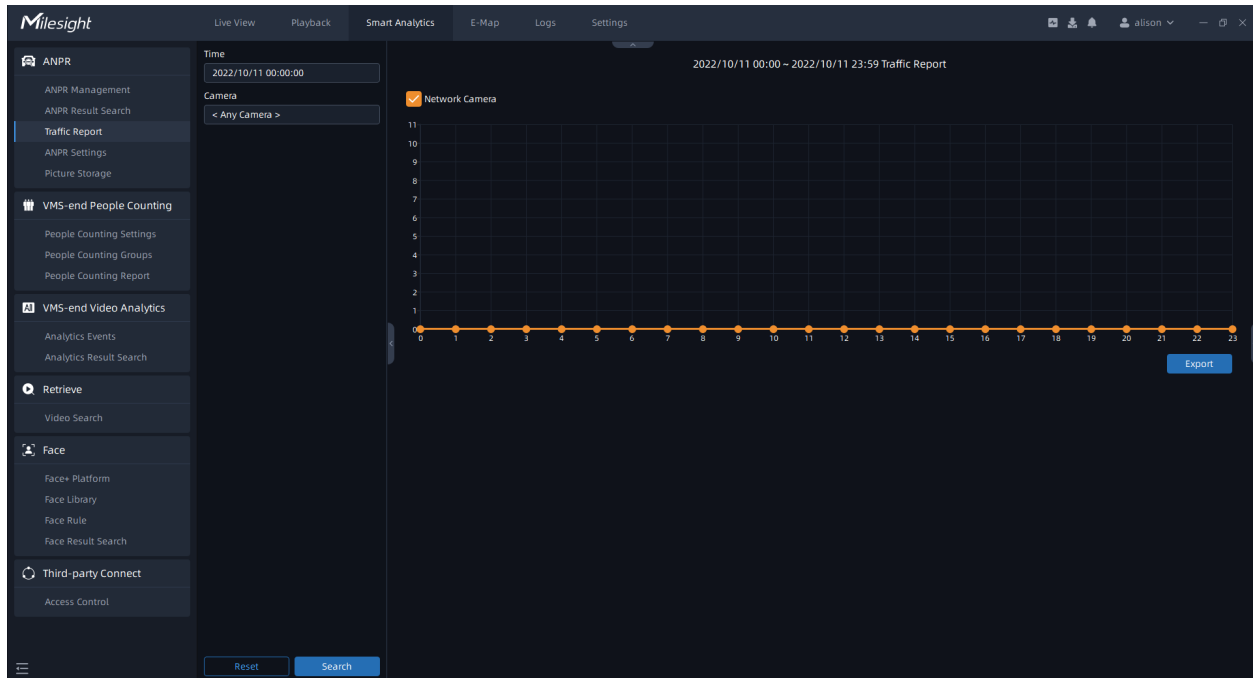 Milesight
Live View Playback Smart Analytics E-Map Logs Settings
alison
ANPR
ANPR Management
ANPR Result Search
Traffic Report
ANPR Settings
Picture Storage
VMS-end People Counting
People Counting Settings
People Counting Groups
People Counting Report
AI VMS-end Video Analytics
Analytics Events
Analytics Result Search
Retrieve
Video Search
Face
Face+ Platform
Face Library
Face Rule
Face Result Search
Third-party Connect
Access Control
Time
2022/10/11 00:00:00
Camera
< Any Camera >
Reset Search
2022/10/11 00:00 ~ 2022/10/11 23:59 Traffic Report
Network Camera
11
10
9
8
7
6
5
4
3
2
1
0
0 1 2 3 4 5 6 7 8 9 10 11 12 13 14 15 16 17 18 19 20 21 22 23
Export